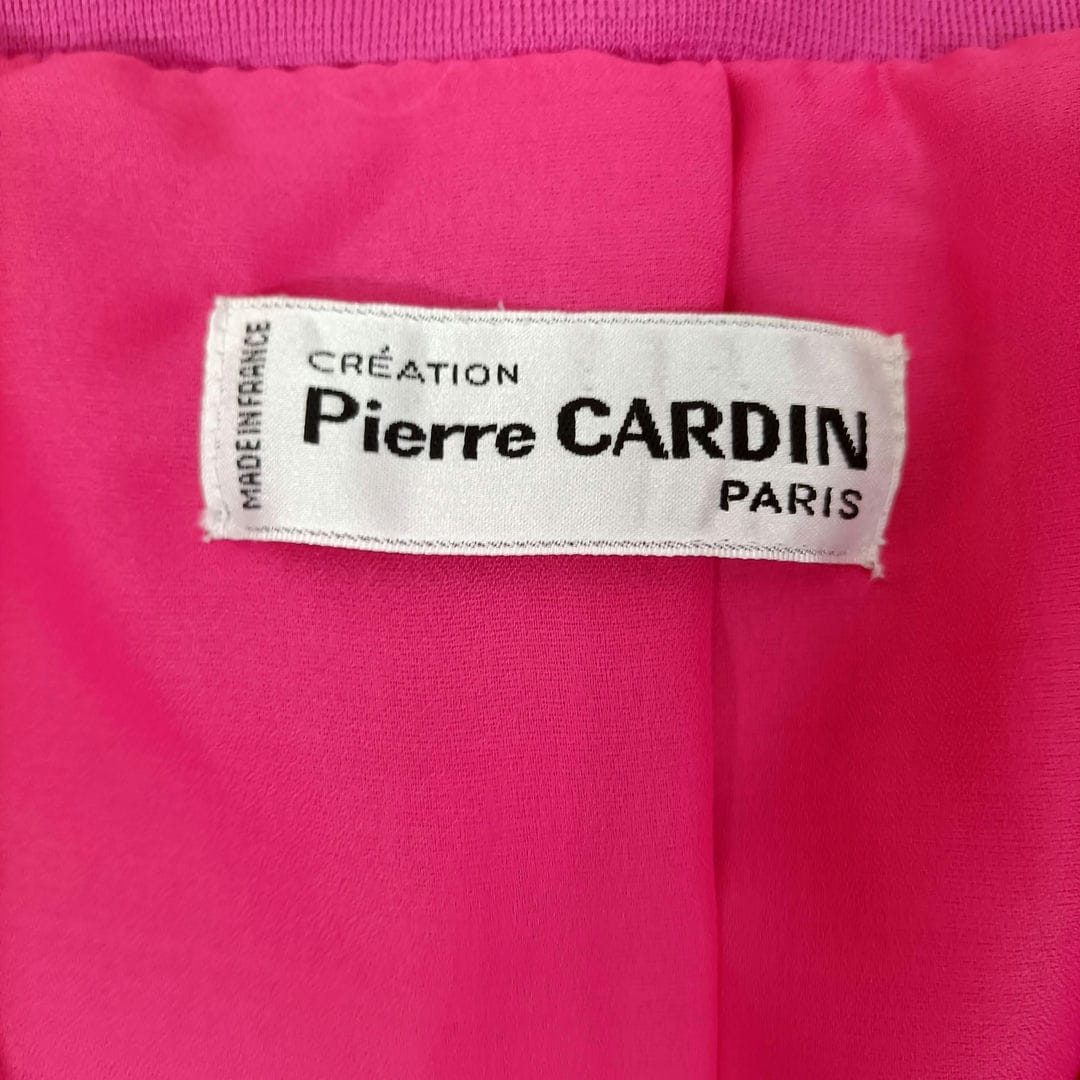 MADE IN FRANCE
CRÉATION
Pierre CARDIN
PARIS